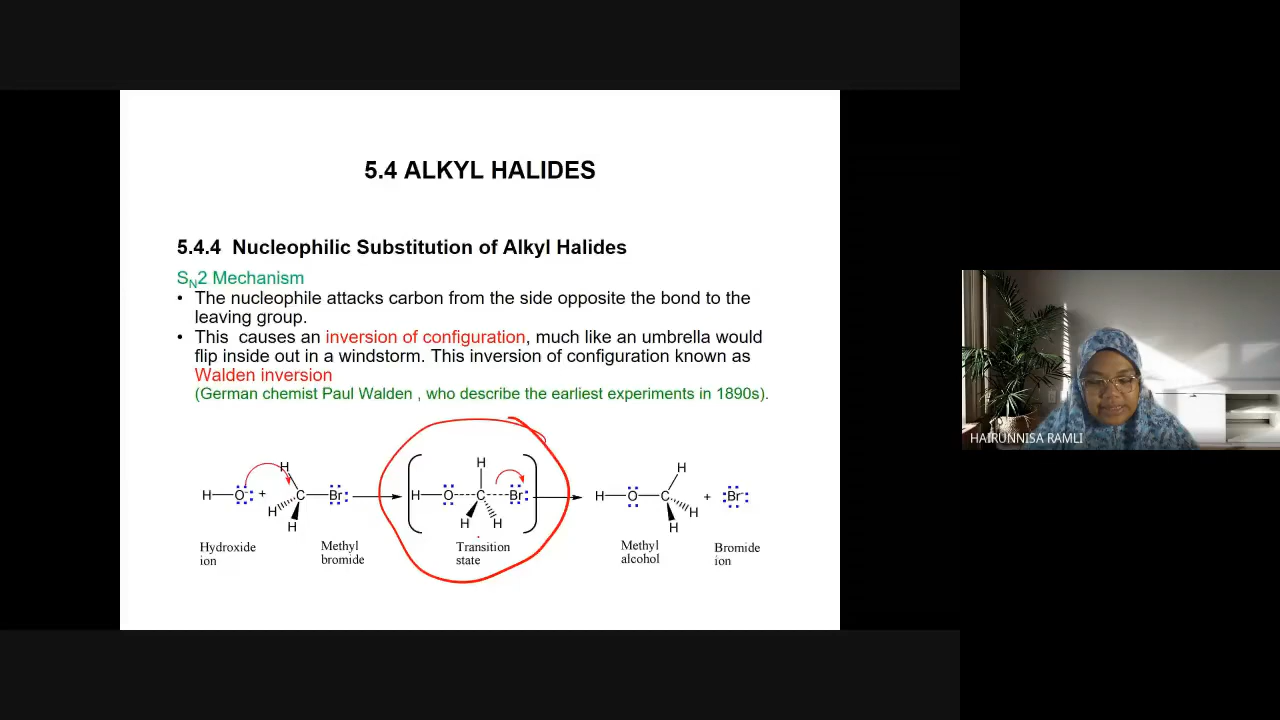 5.4 ALKYL HALIDES
5.4.4 Nucleophilic Substitution of Alkyl Halides
SN2 Mechanism
• The nucleophile attacks carbon from the side opposite the bond to the
leaving group.
• This causes an inversion of configuration, much like an umbrella would
flip inside out in a windstorm. This inversion of configuration known as
Walden inversion
(German chemist Paul Walden , who describe the earliest experiments in 1890s).
H
H
H
H—O:⁻ + C—Br: H—O---C---Br: H—O—C + :Br:⁻
H H H H
H H
Hydroxide Methyl Transition Methyl Bromide
ion bromide state alcohol ion
HAIRUNNISA RAMLI